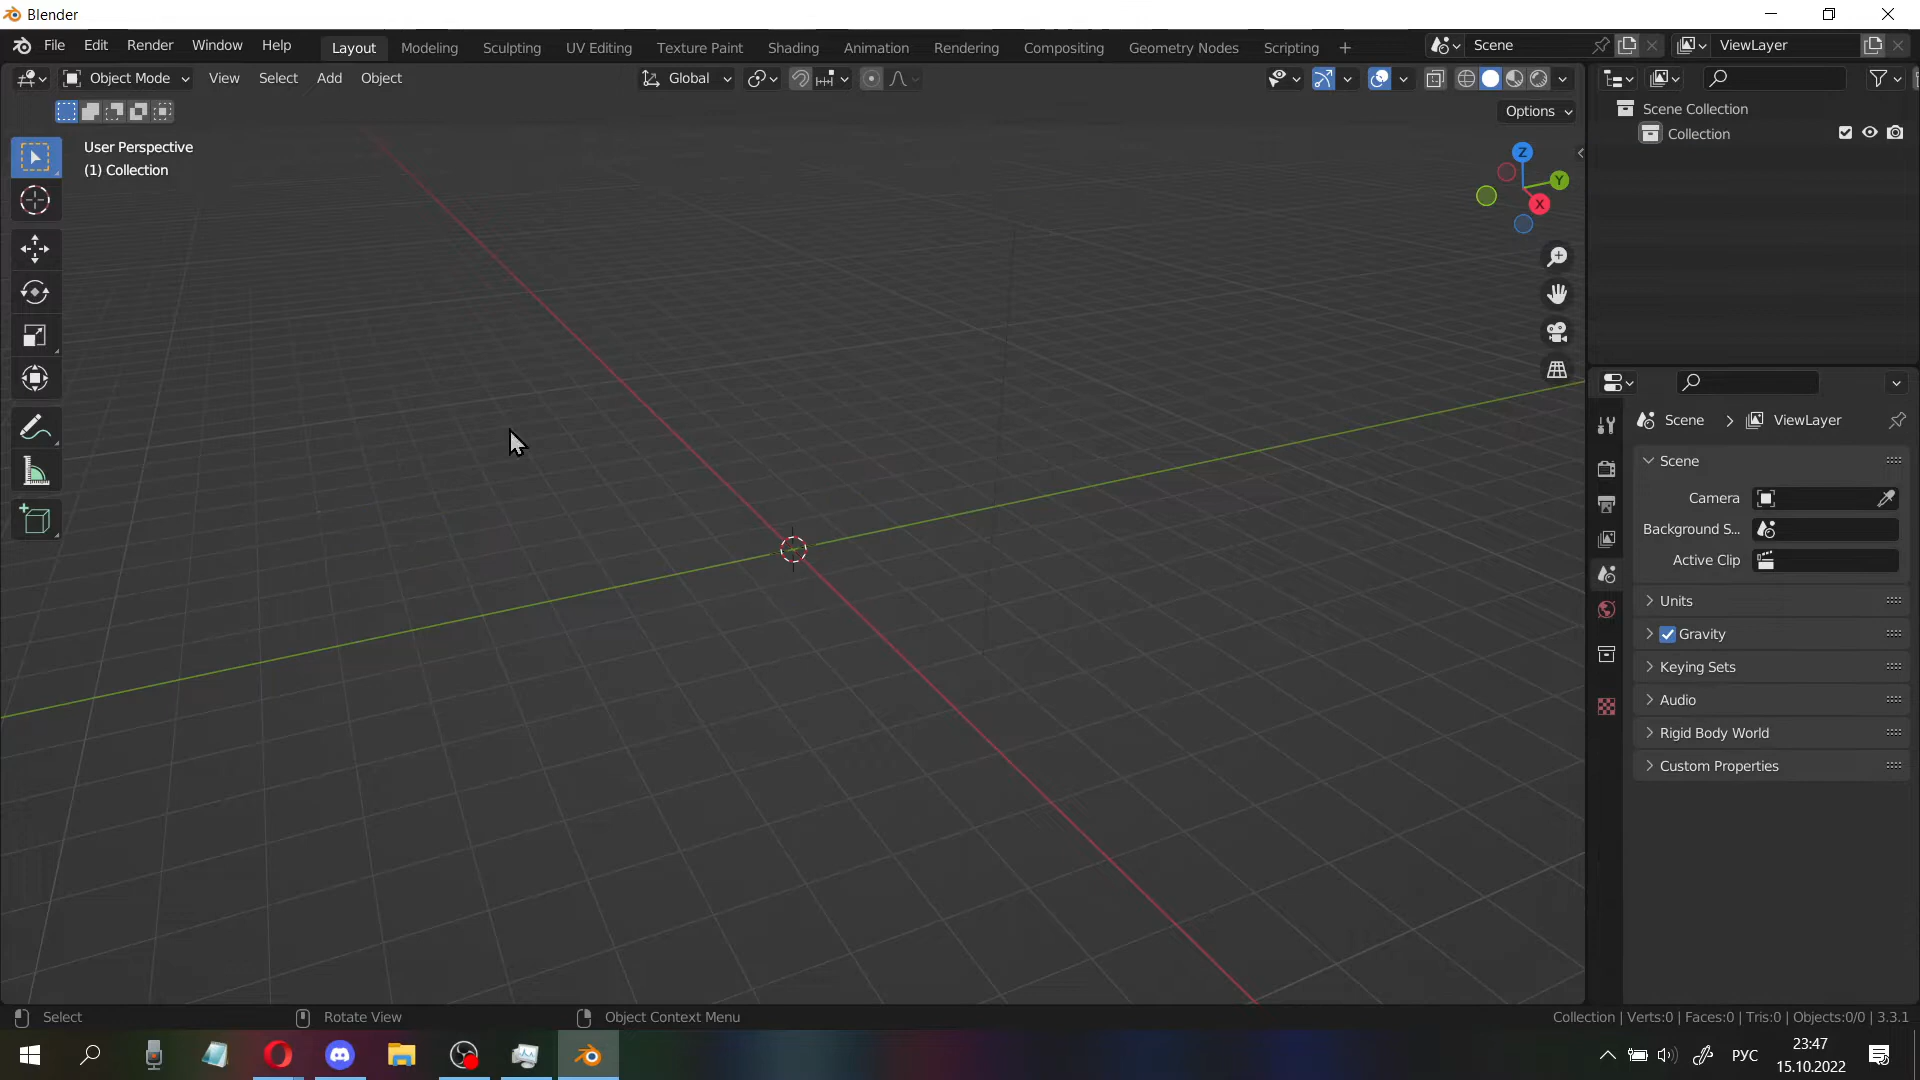 Blender
File Edit Render Window Help Layout Modeling Sculpting UV Editing Texture Paint Shading Animation Rendering Compositing Geometry Nodes Scripting + Scene ViewLayer
Object Mode View Select Add Object Global
Options
User Perspective
(1) Collection
Z
Y
X
Scene Collection
Collection
Scene > ViewLayer
Scene
Camera
Background S...
Active Clip
Units
Gravity
Keying Sets
Audio
Rigid Body World
Custom Properties
Select Rotate View Object Context Menu Collection | Verts:0 | Faces:0 | Tris:0 | Objects:0/0 | 3.3.1
РУС
23:47
15.10.2022